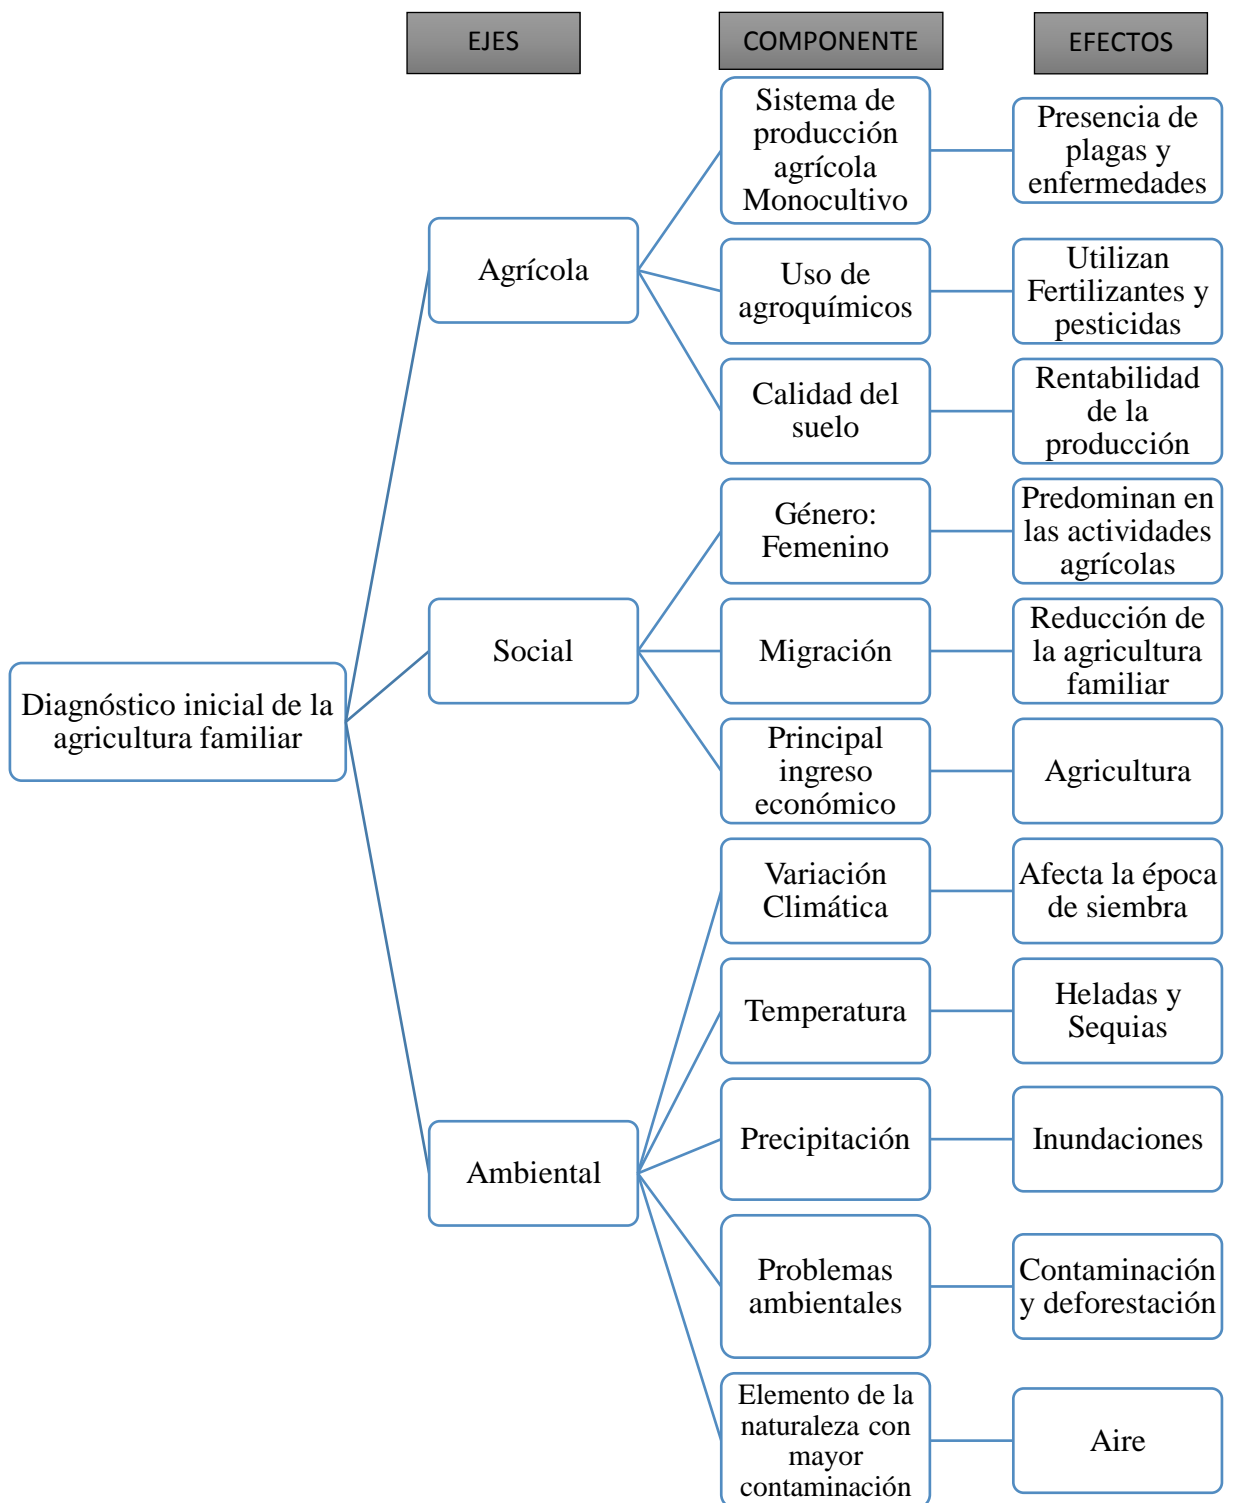 EJES
COMPONENTE
EFECTOS
Diagnóstico inicial de la
agricultura familiar
Agrícola
Sistema de
producción
agrícola
Monocultivo
Presencia de
plagas y
enfermedades
Uso de
agroquímicos
Utilizan
Fertilizantes y
pesticidas
Calidad del
suelo
Rentabilidad
de la
producción
Social
Género:
Femenino
Predominan en
las actividades
agrícolas
Migración
Reducción de
la agricultura
familiar
Principal
ingreso
económico
Agricultura
Ambiental
Variación
Climática
Afecta la época
de siembra
Temperatura
Heladas y
Sequias
Precipitación
Inundaciones
Problemas
ambientales
Contaminación
y deforestación
Elemento de la
naturaleza con
mayor
contaminación
Aire